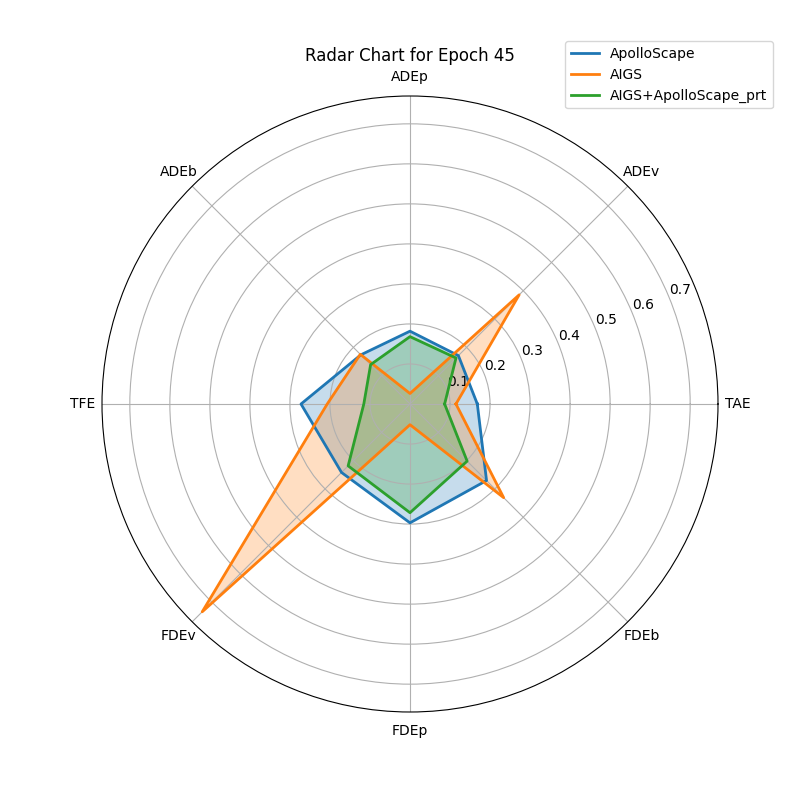 Radar Chart for Epoch 45
ApolloScape
AIGS
AIGS+ApolloScape_prt
ADEp
ADEb
ADEv
0.7
0.6
0.5
0.4
0.3
0.2
0.1
TFE
TAE
FDEv
FDEb
FDEp